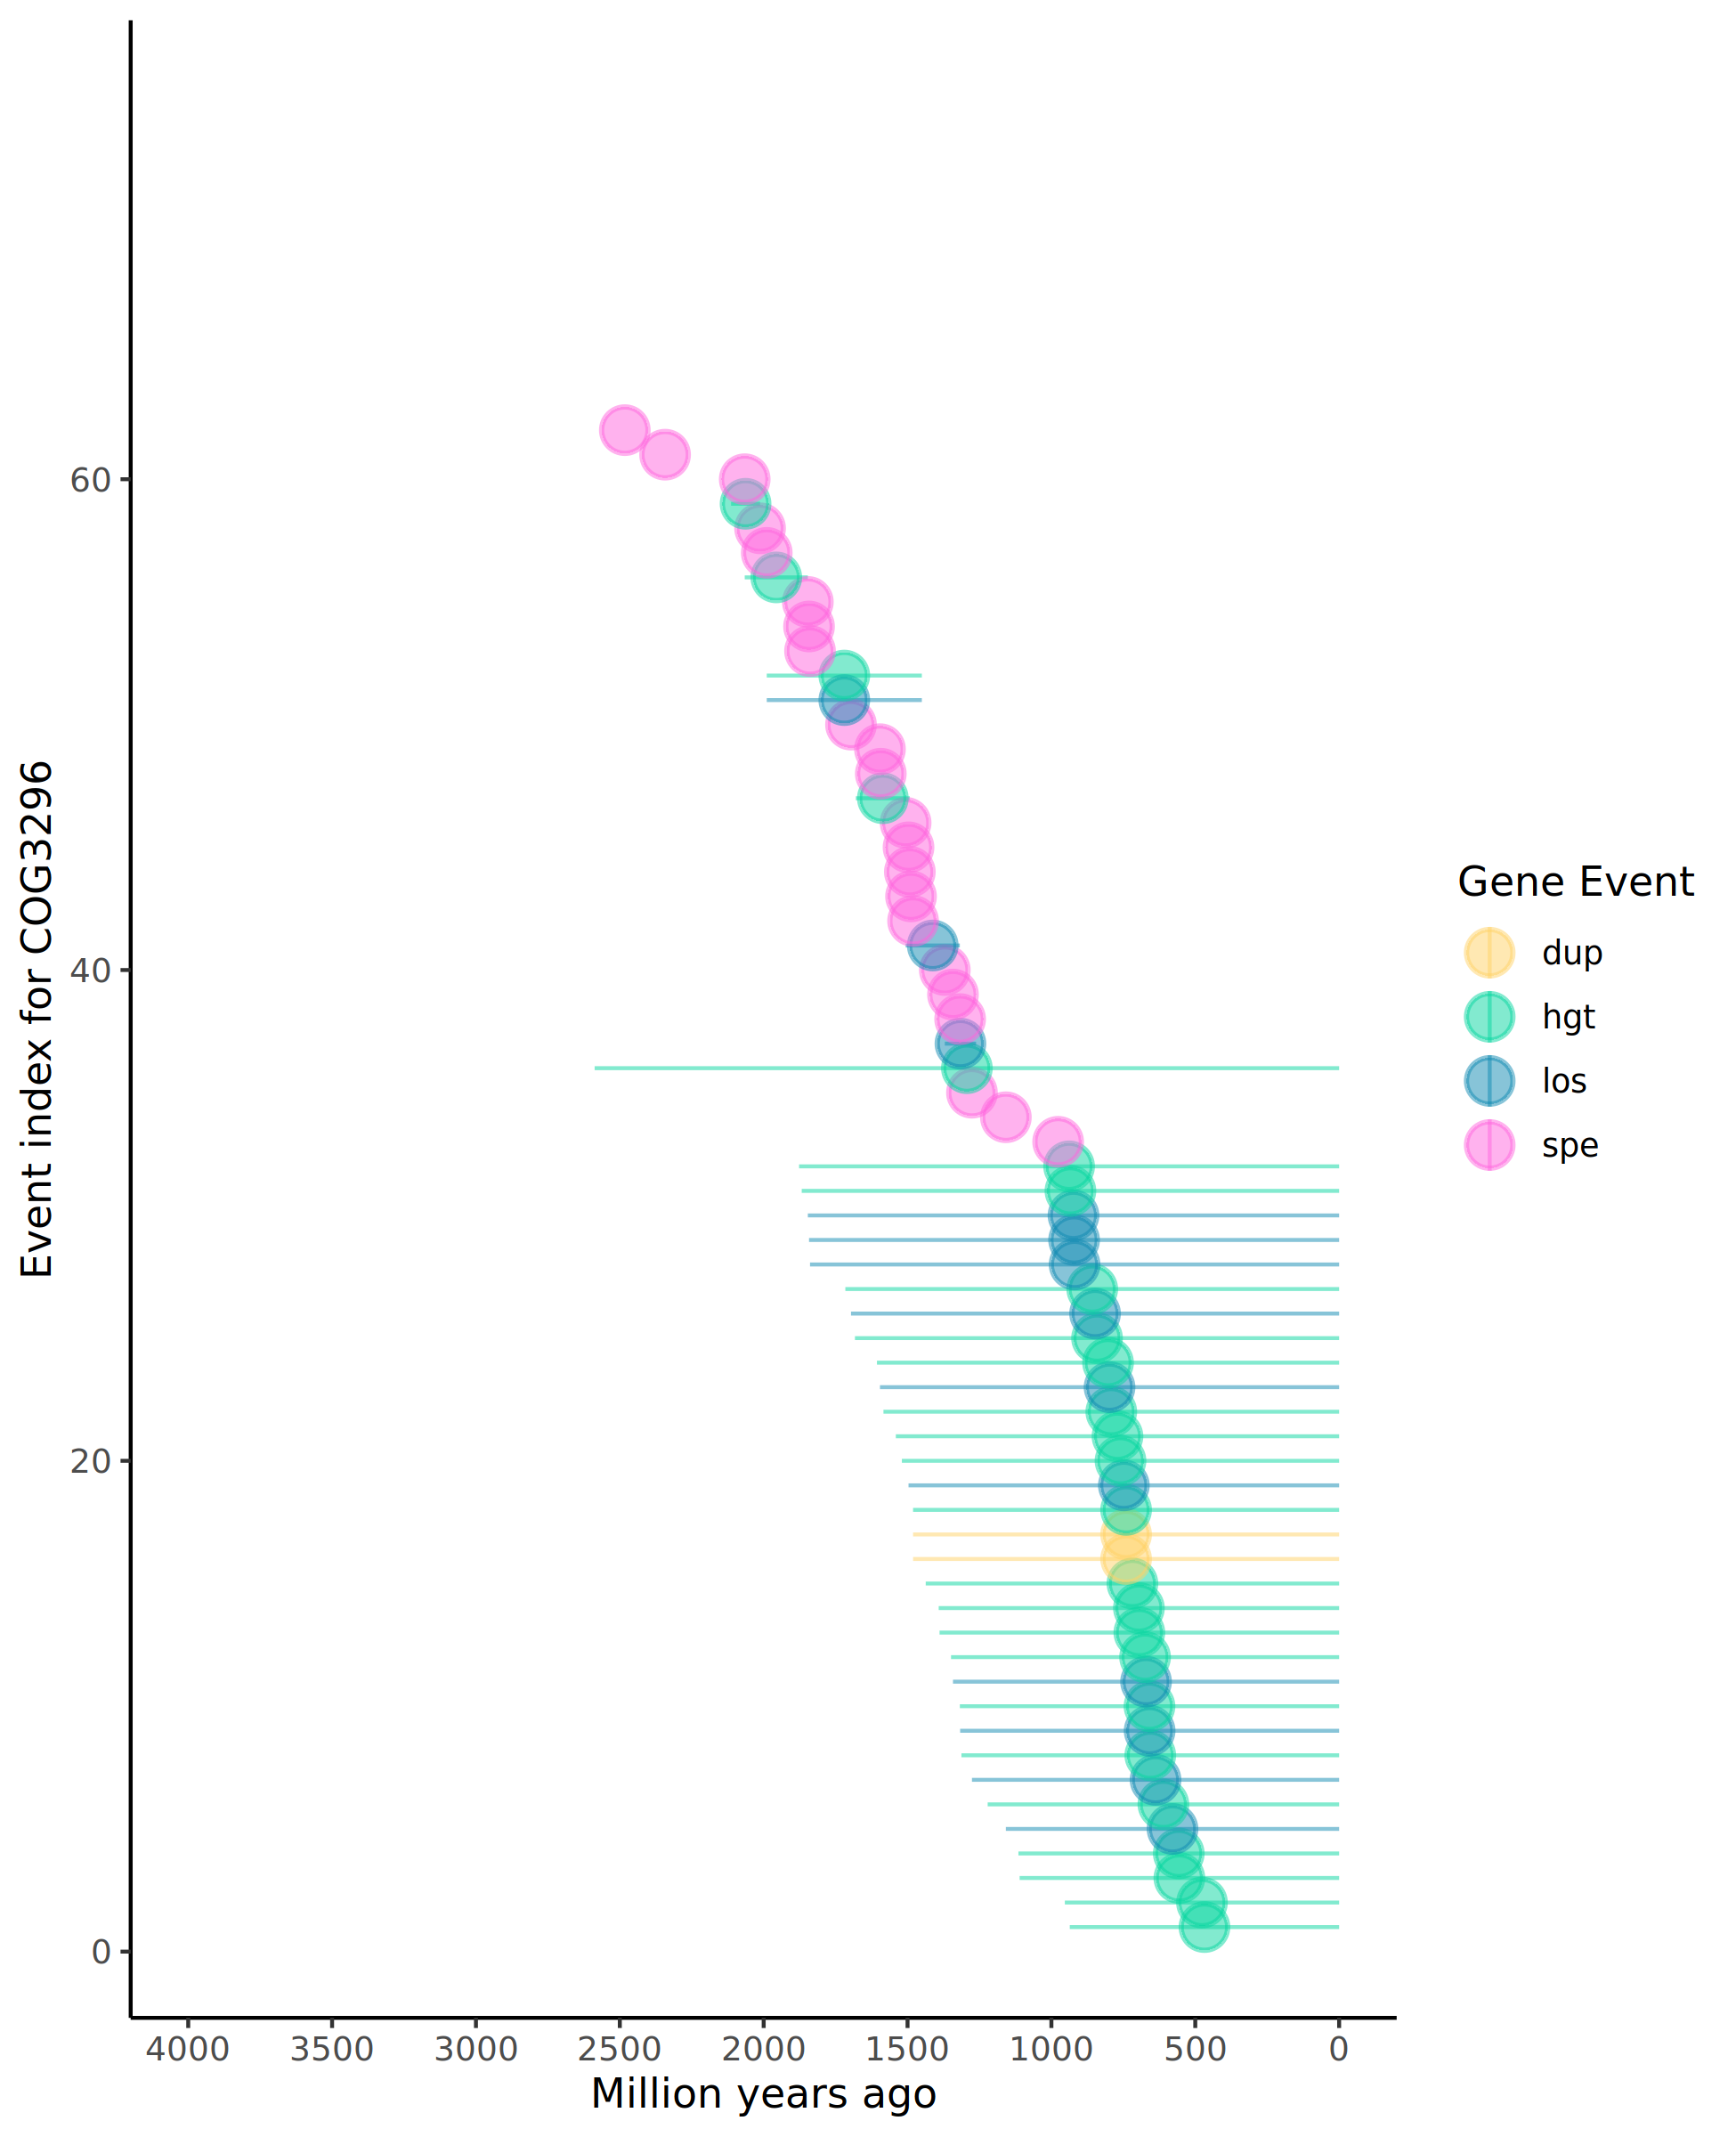 Event index for COG3296
60
40
20
0
4000 3500 3000 2500 2000 1500 1000 500 0
Million years ago
Gene Event
dup
hgt
los
spe